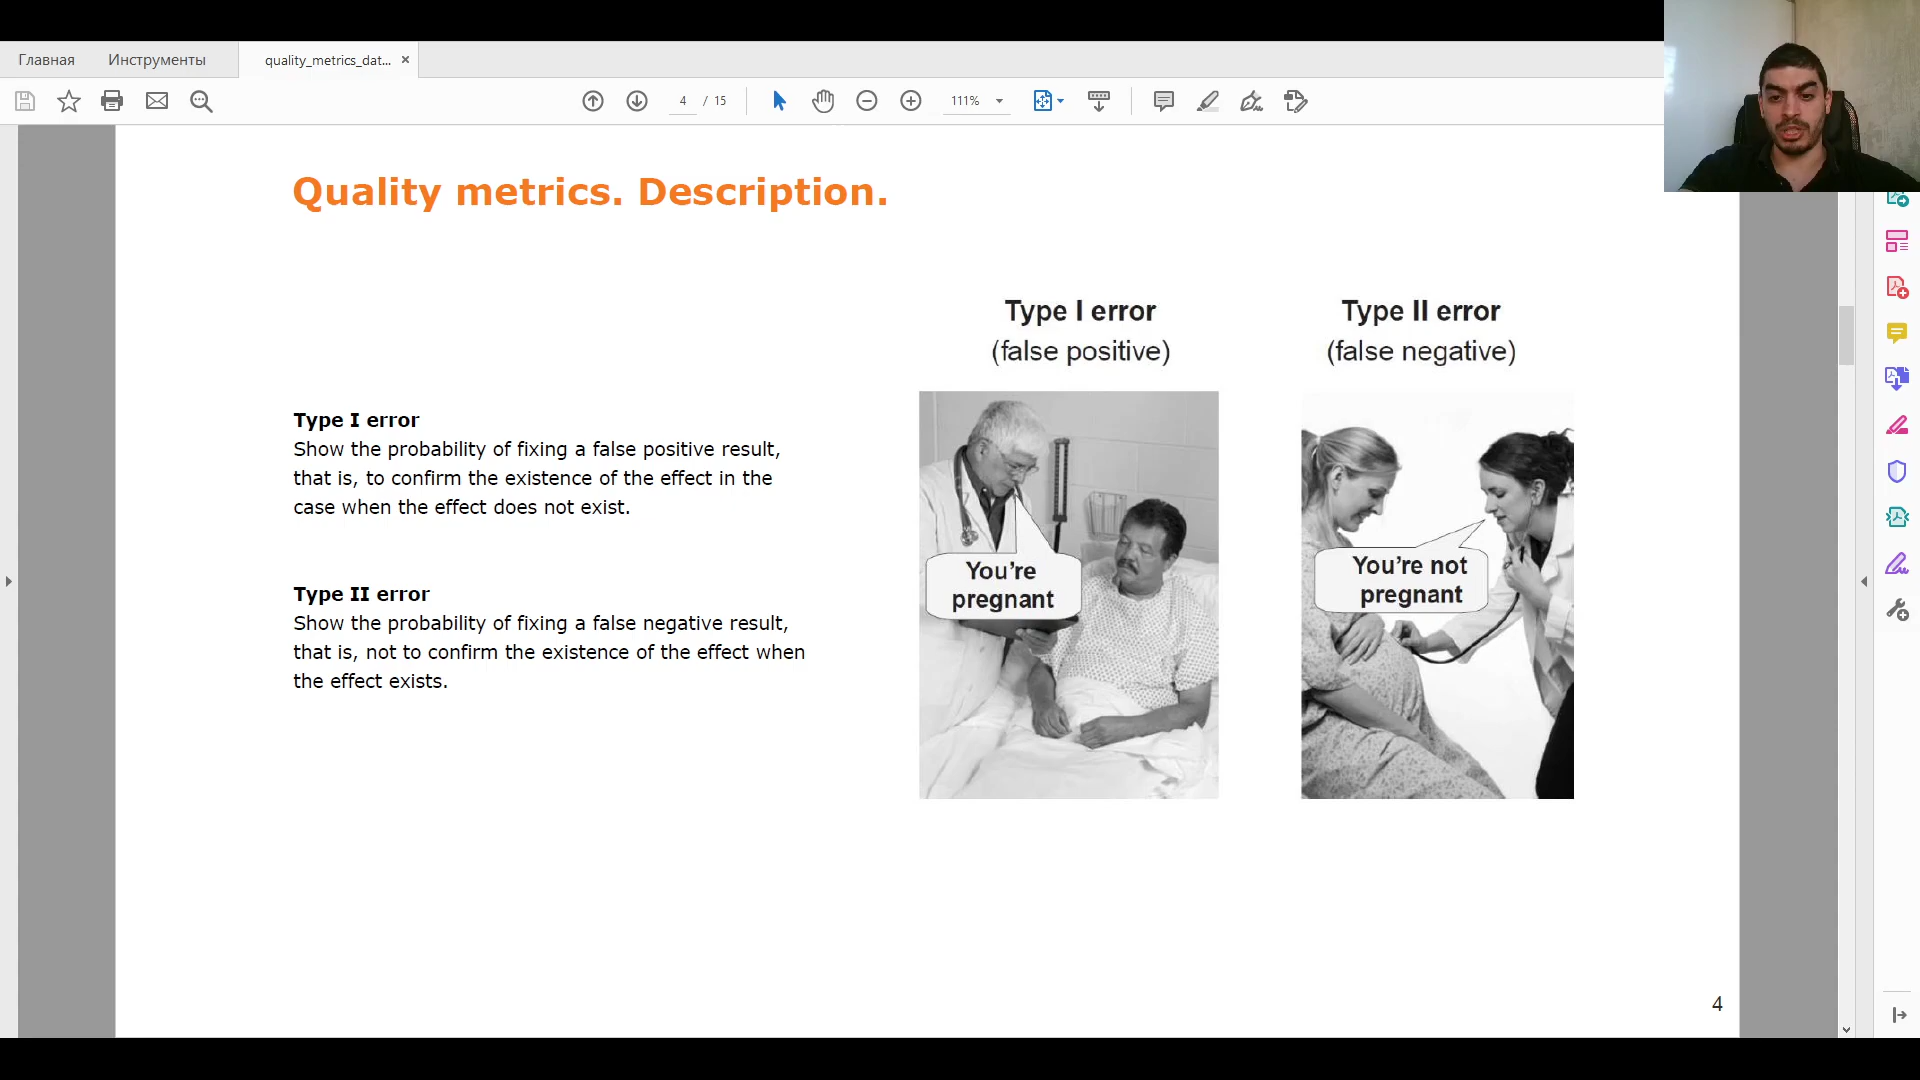 Главная
Инструменты
quality_metrics_dat...
4 / 15
111%
Quality metrics. Description.
Type I error
(false positive)
Type II error
(false negative)
Type I error
Show the probability of fixing a false positive result,
that is, to confirm the existence of the effect in the
case when the effect does not exist.
Type II error
Show the probability of fixing a false negative result,
that is, not to confirm the existence of the effect when
the effect exists.
You're
pregnant
You're not
pregnant
4